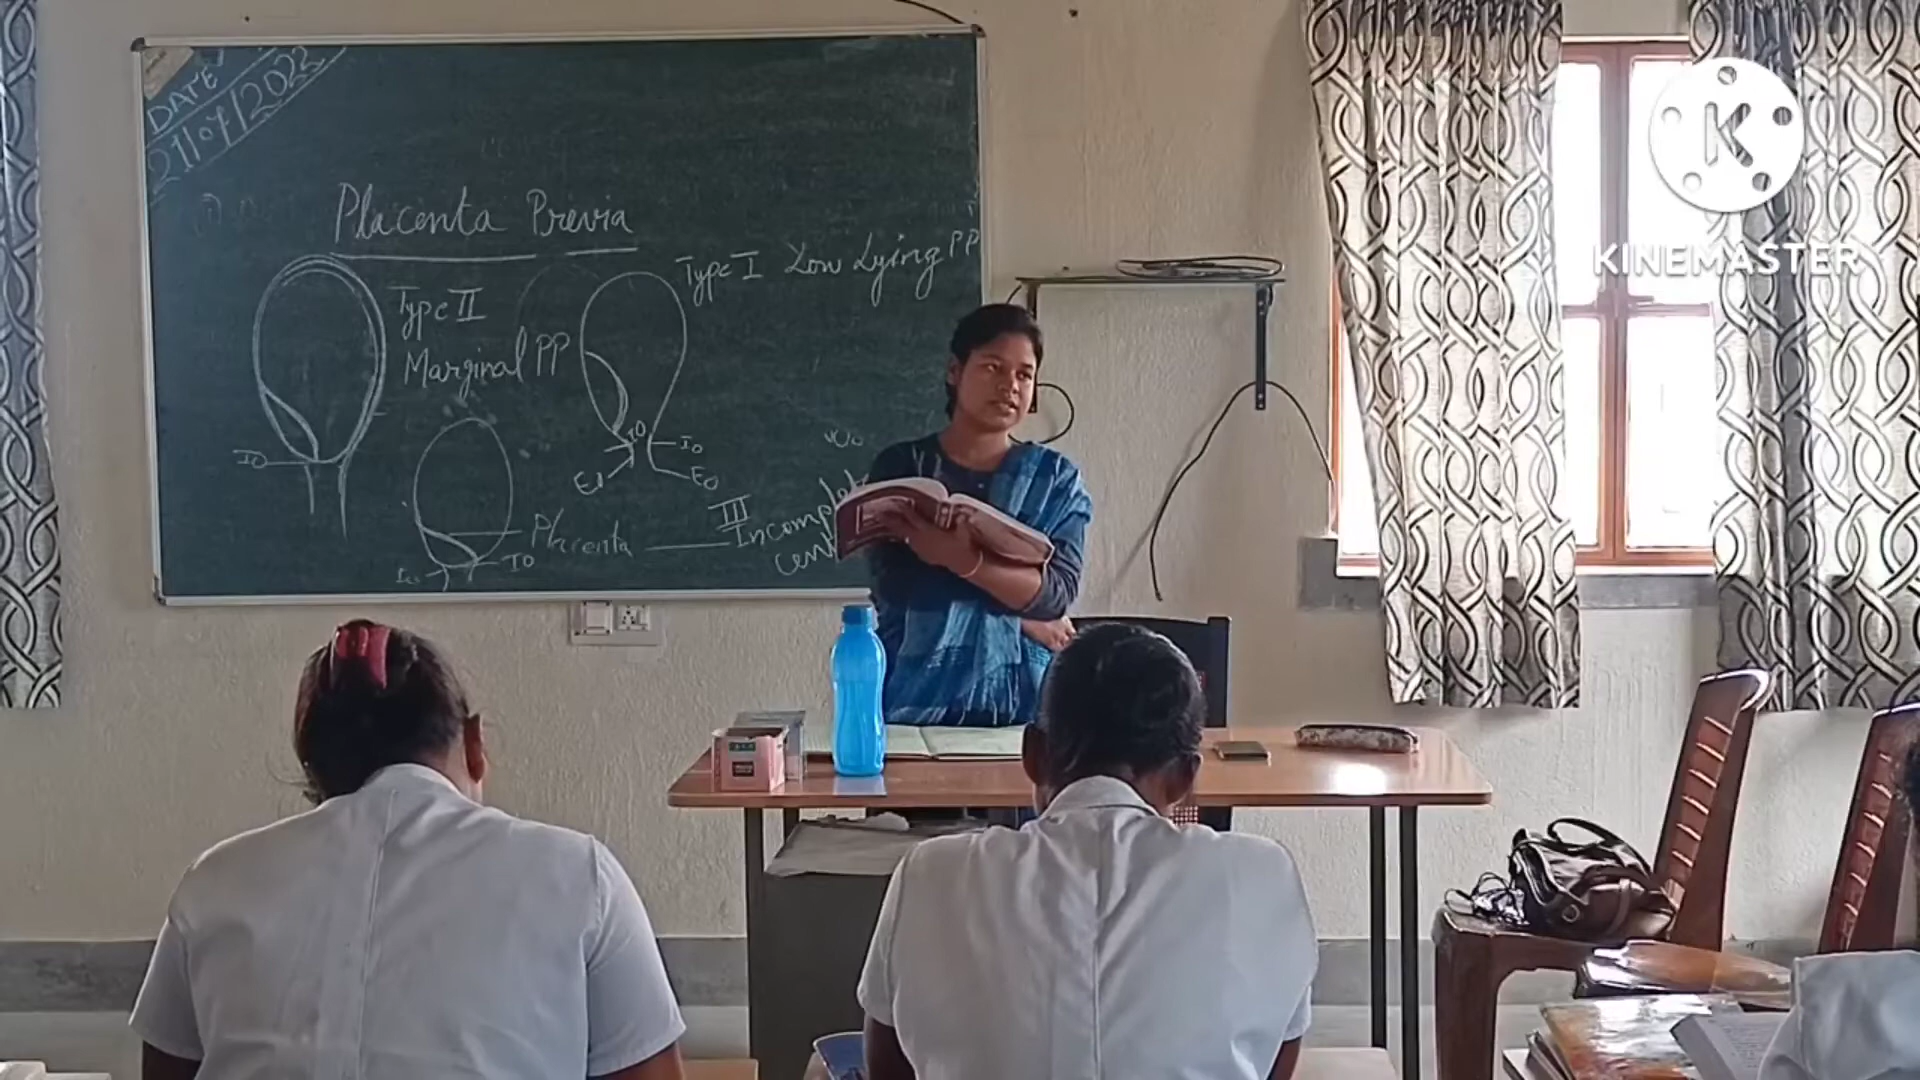 DATE
21/07/2022
Placenta Previa
Type I Low Lying PP
Type II
Marginal PP
IO
IO
IO
EO
EO
III
Placenta
Incomplete
IO
K
KINEMASTER